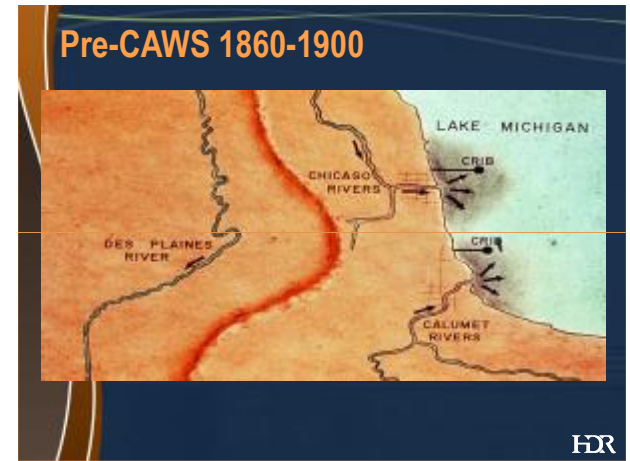 Pre-CAWS 1860-1900
LAKE MICHIGAN
CRIB
CHICAGO
RIVERS
DES PLAINES
RIVER
CRIB
CALUMET
RIVERS
HDR